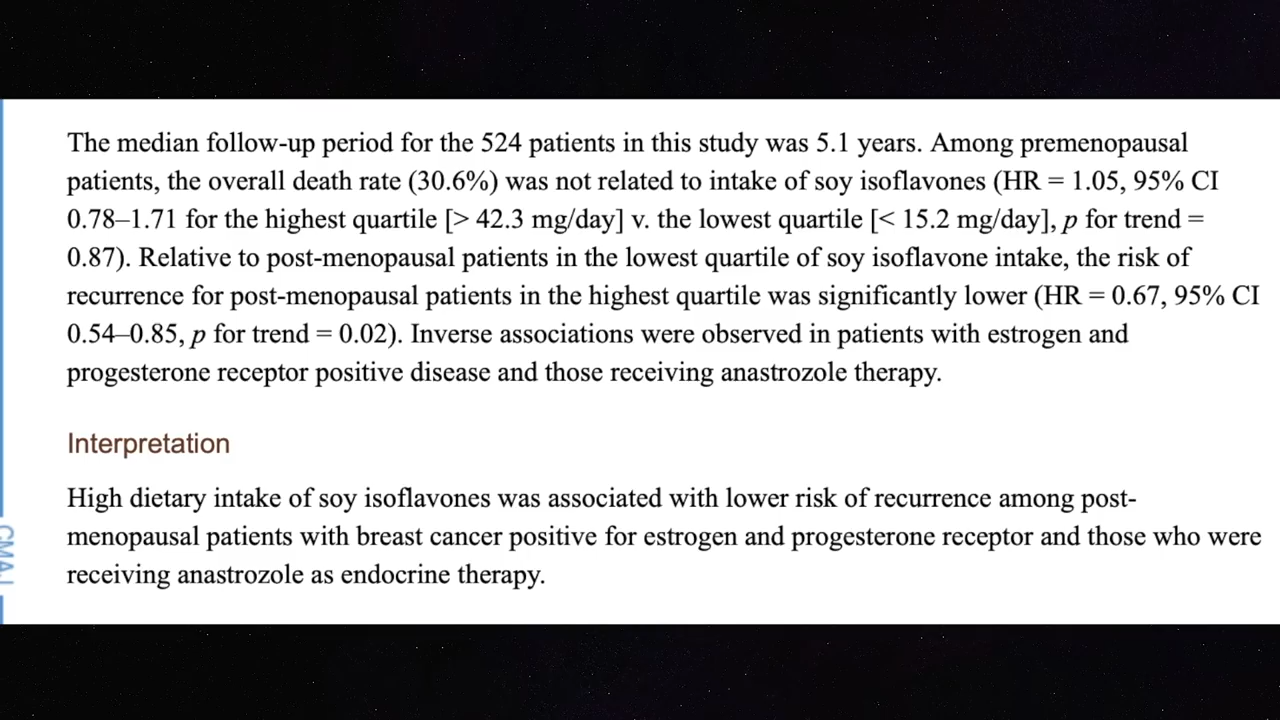 The median follow-up period for the 524 patients in this study was 5.1 years. Among premenopausal
patients, the overall death rate (30.6%) was not related to intake of soy isoflavones (HR = 1.05, 95% CI
0.78–1.71 for the highest quartile [> 42.3 mg/day] v. the lowest quartile [< 15.2 mg/day], p for trend =
0.87). Relative to post-menopausal patients in the lowest quartile of soy isoflavone intake, the risk of
recurrence for post-menopausal patients in the highest quartile was significantly lower (HR = 0.67, 95% CI
0.54–0.85, p for trend = 0.02). Inverse associations were observed in patients with estrogen and
progesterone receptor positive disease and those receiving anastrozole therapy.
Interpretation
High dietary intake of soy isoflavones was associated with lower risk of recurrence among post-
menopausal patients with breast cancer positive for estrogen and progesterone receptor and those who were
receiving anastrozole as endocrine therapy.